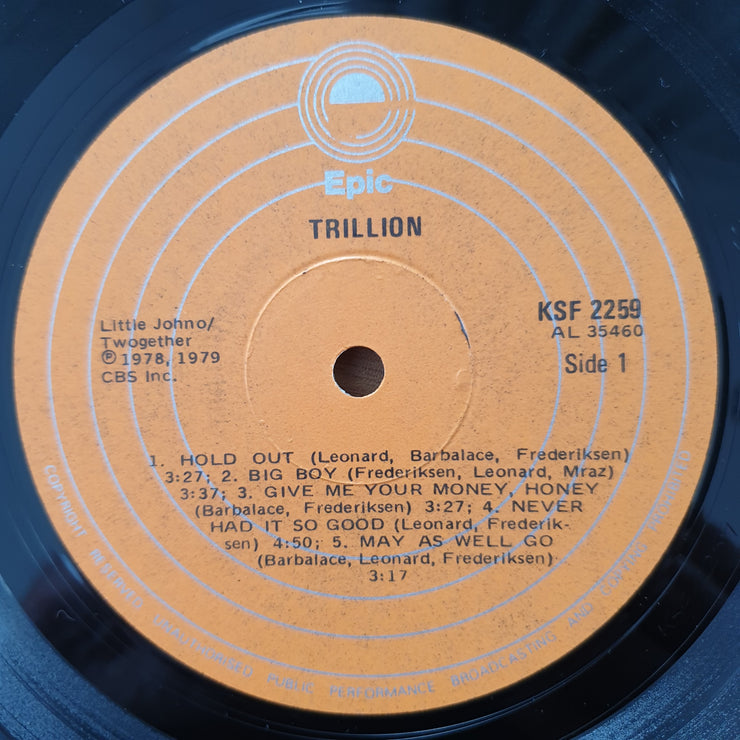 Epic
TRILLION
Little Johno/
Twogether
℗ 1978, 1979
CBS Inc.
KSF 2259
AL 35460
Side 1
1. HOLD OUT (Leonard, Barbalace, Frederiksen)
3:27; 2. BIG BOY (Frederiksen, Leonard, Mraz)
3:37; 3. GIVE ME YOUR MONEY, HONEY
(Barbalace, Frederiksen) 3:27; 4. NEVER
HAD IT SO GOOD (Leonard, Frederik-
sen) 4:50; 5. MAY AS WELL GO
(Barbalace, Leonard, Frederiksen)
3:17
COPYRIGHT RESERVED UNAUTHORISED PUBLIC PERFORMANCE BROADCASTING AND COPYING PROHIBITED